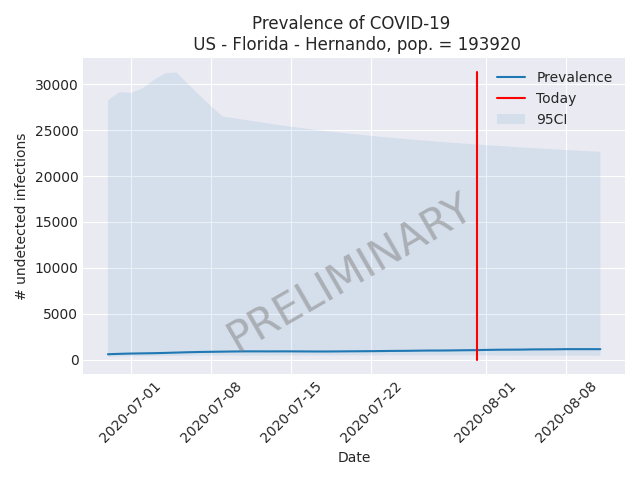 Prevalence of COVID-19
US - Florida - Hernando, pop. = 193920
# undetected infections
30000
25000
20000
15000
10000
5000
0
Prevalence
Today
95CI
PRELIMINARY
2020-07-01
2020-07-08
2020-07-15
2020-07-22
2020-08-01
2020-08-08
Date